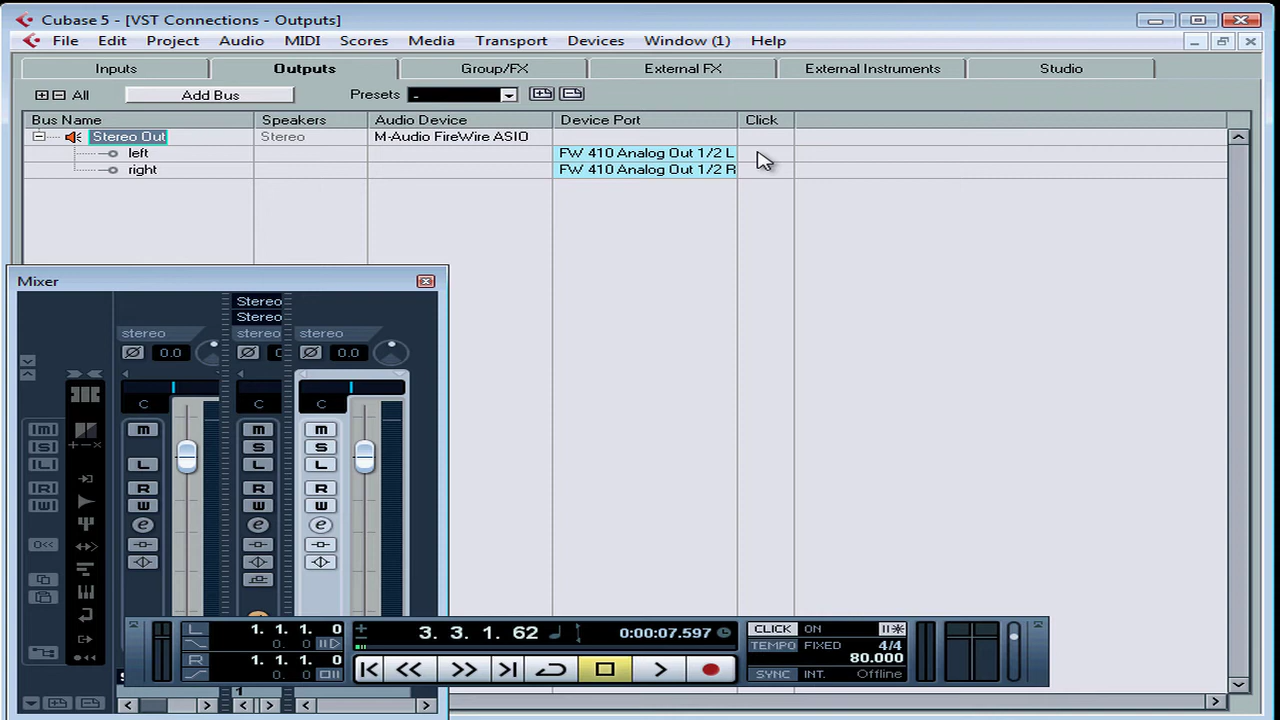 Cubase 5 - [VST Connections - Outputs]
File Edit Project Audio MIDI Scores Media Transport Devices Window (1) Help
Inputs Outputs Group/FX External FX External Instruments Studio
All Add Bus Presets -
Bus Name Speakers Audio Device Device Port Click
Stereo Out Stereo M-Audio FireWire ASIO
left FW 410 Analog Out 1/2 L
right FW 410 Analog Out 1/2 R
Mixer
Stereo
Stereo
stereo stereo stereo
0.0 0 0.0
C C C
m m m
[M]
S S
[S]
L L L
[L]
R R R
[R]
W W W
[W]
e e e
0<<
L 1. 1. 1. 0
0. 0
R 1. 1. 1. 0
0. 0
3. 3. 1. 62 0:00:07.597
CLICK ON
TEMPO FIXED 4/4
80.000
SYNC INT. Offline
1